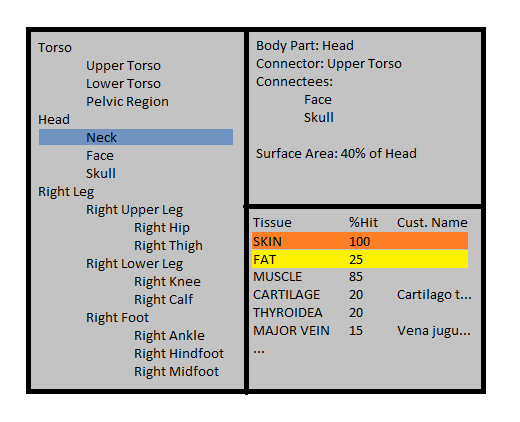 Torso
Upper Torso
Lower Torso
Pelvic Region
Head
Neck
Face
Skull
Right Leg
Right Upper Leg
Right Hip
Right Thigh
Right Lower Leg
Right Knee
Right Calf
Right Foot
Right Ankle
Right Hindfoot
Right Midfoot
Body Part: Head
Connector: Upper Torso
Connectees:
Face
Skull
Surface Area: 40% of Head
Tissue %Hit Cust. Name
SKIN 100
FAT 25
MUSCLE 85
CARTILAGE 20 Cartilago t...
THYROIDEA 20
MAJOR VEIN 15 Vena jugu...
...